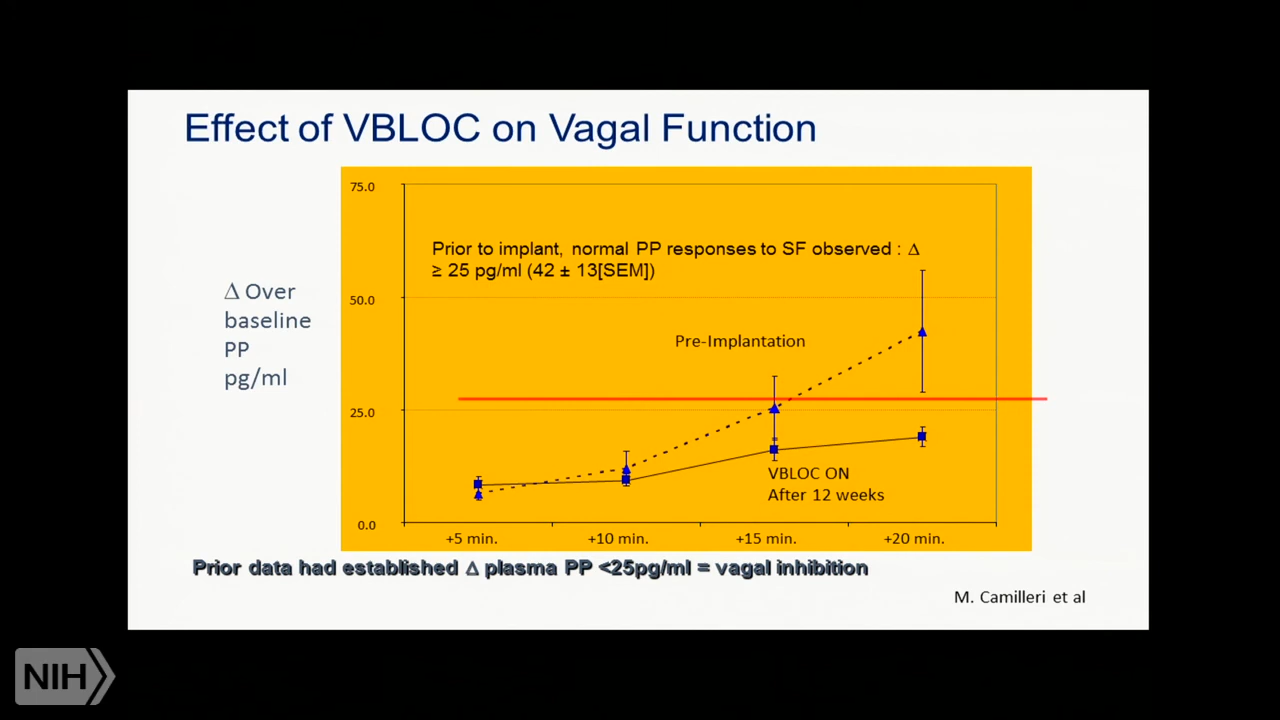 Effect of VBLOC on Vagal Function
75.0
Prior to implant, normal PP responses to SF observed : Δ
≥ 25 pg/ml (42 ± 13[SEM])
Δ Over
baseline
PP
pg/ml
50.0
Pre-Implantation
25.0
VBLOC ON
After 12 weeks
0.0
+5 min.
+10 min.
+15 min.
+20 min.
Prior data had established Δ plasma PP <25pg/ml = vagal inhibition
M. Camilleri et al
NIH